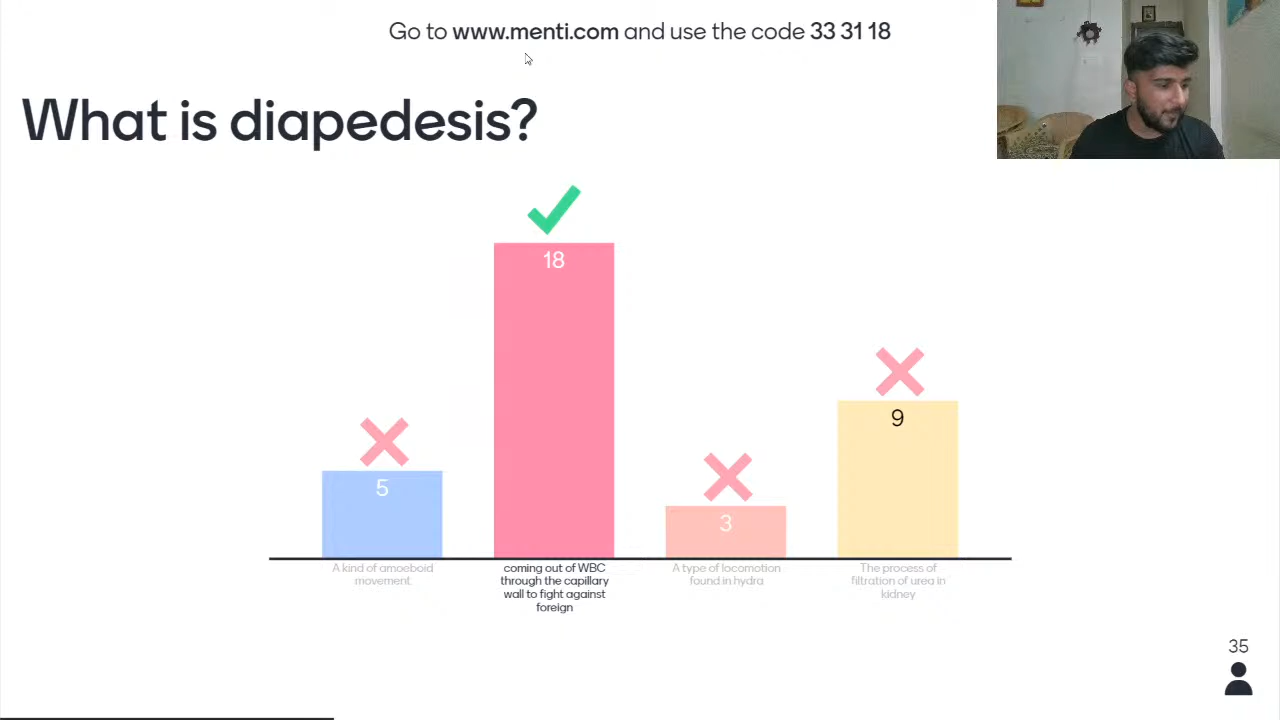 Go to www.menti.com and use the code 33 31 18
What is diapedesis?
18
9
5
3
A kind of amoeboid
movement.
coming out of WBC
through the capillary
wall to fight against
foreign
A type of locomotion
found in hydra
The process of
filtration of urea in
kidney
35